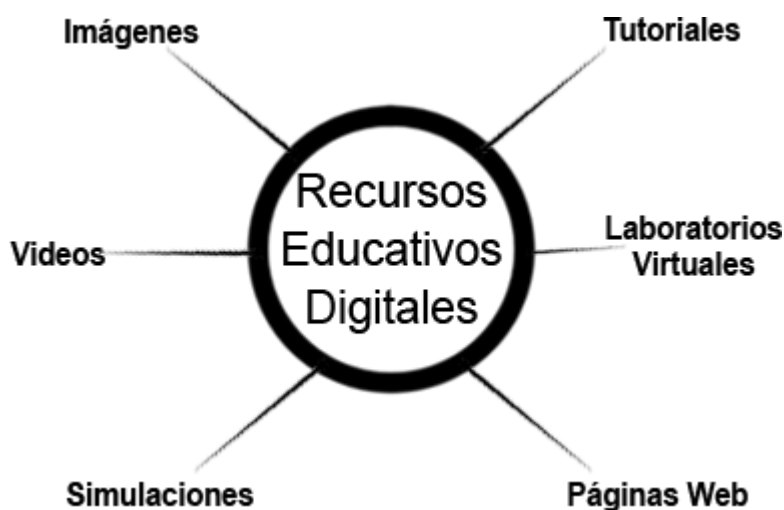 Imágenes
Tutoriales
Recursos
Educativos
Digitales
Videos
Laboratorios
Virtuales
Simulaciones
Páginas Web